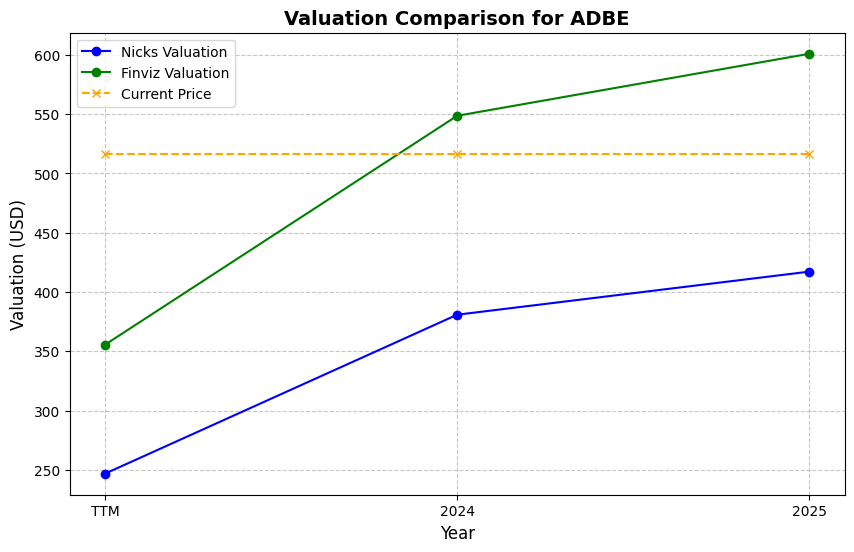 Valuation Comparison for ADBE
Nicks Valuation
Finviz Valuation
Current Price
Valuation (USD)
600
550
500
450
400
350
300
250
TTM
2024
2025
Year